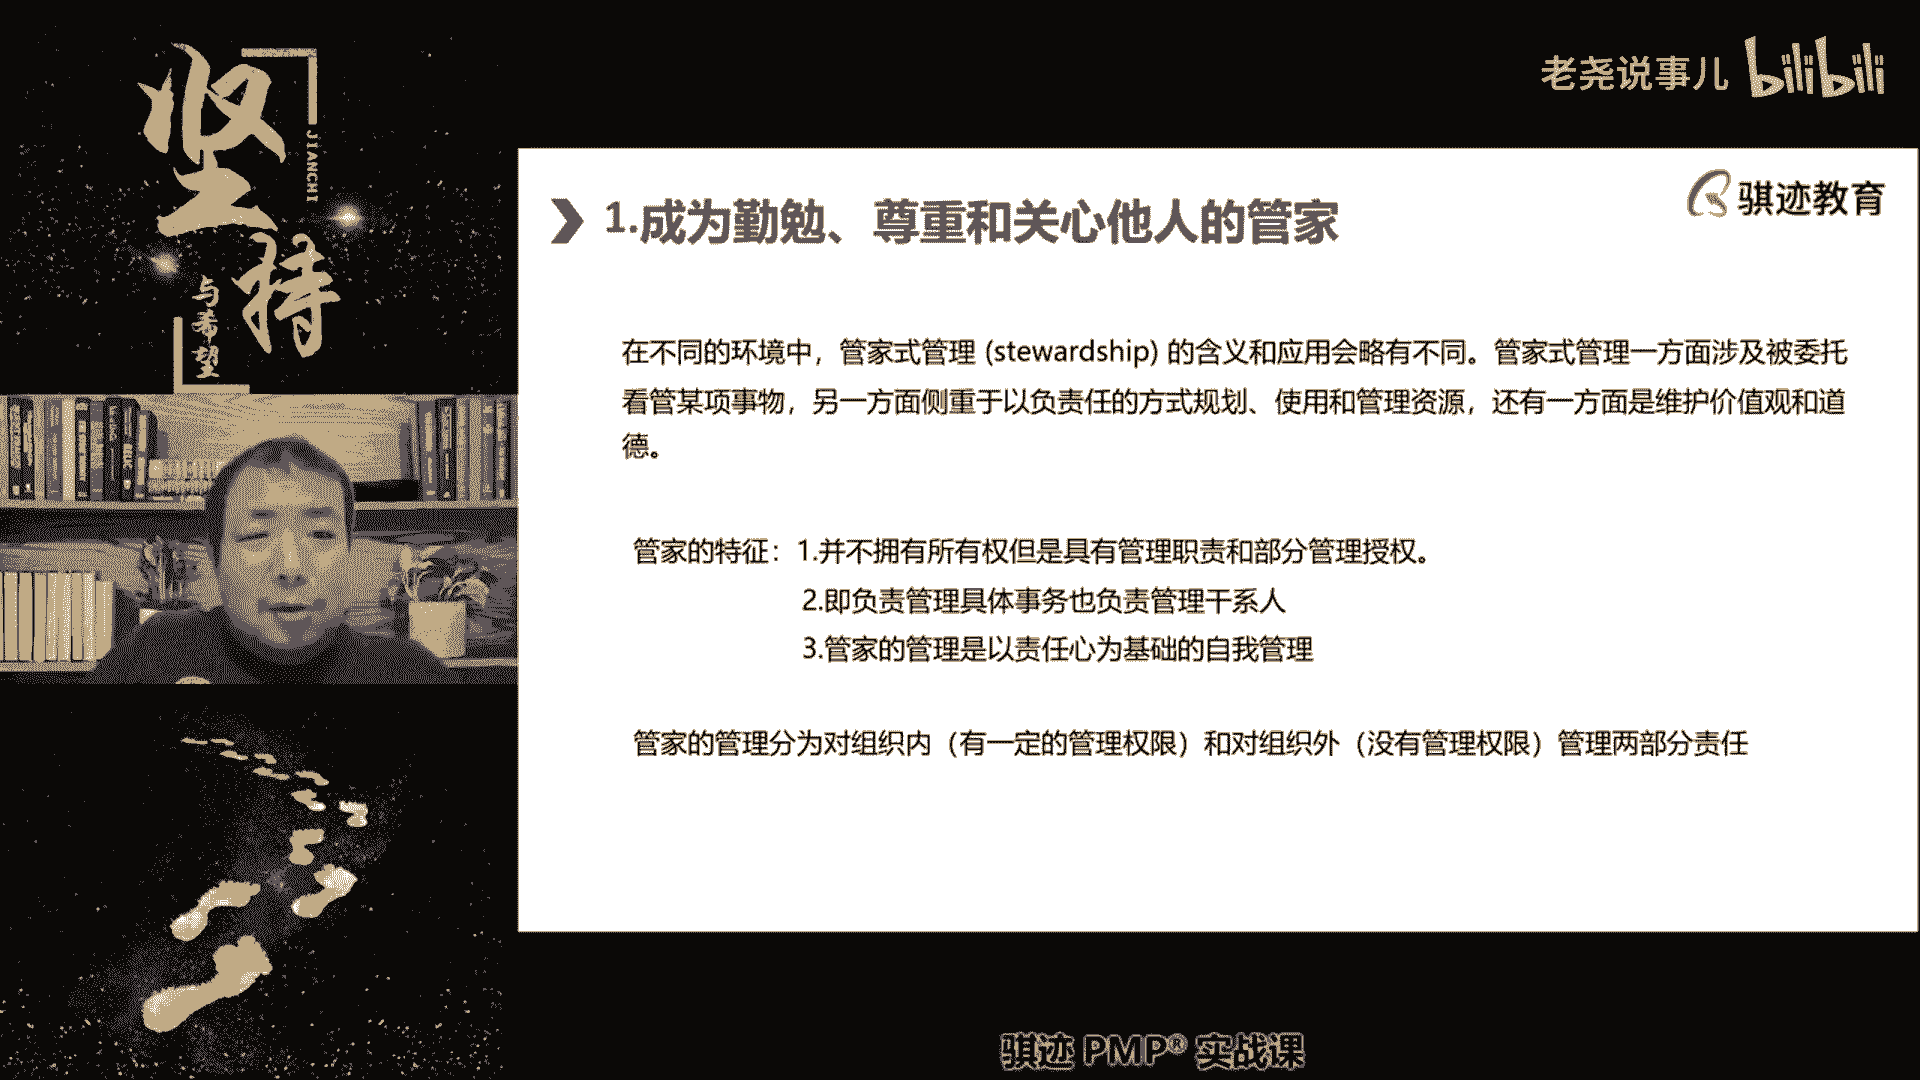 坚持
JIANCHI
与希望
老尧说事儿 bilibili
骐迹教育
1.成为勤勉、尊重和关心他人的管家
在不同的环境中，管家式管理 (stewardship) 的含义和应用会略有不同。管家式管理一方面涉及被委托
看管某项事物，另一方面侧重于以负责任的方式规划、使用和管理资源，还有一方面是维护价值观和道
德。
管家的特征：1.并不拥有所有权但是具有管理职责和部分管理授权。
2.即负责管理具体事务也负责管理干系人
3.管家的管理是以责任心为基础的自我管理
管家的管理分为对组织内（有一定的管理权限）和对组织外（没有管理权限）管理两部分责任
骐迹 PMP® 实战课